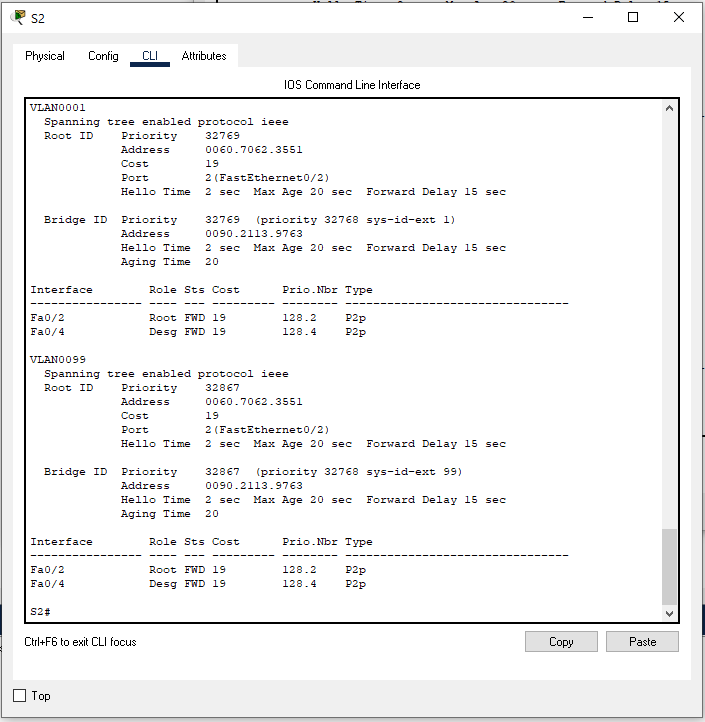 S2
Physical Config CLI Attributes
IOS Command Line Interface
VLAN0001
  Spanning tree enabled protocol ieee
  Root ID    Priority    32769
             Address     0060.7062.3551
             Cost        19
             Port        2(FastEthernet0/2)
             Hello Time  2 sec  Max Age 20 sec  Forward Delay 15 sec

  Bridge ID  Priority    32769  (priority 32768 sys-id-ext 1)
             Address     0090.2113.9763
             Hello Time  2 sec  Max Age 20 sec  Forward Delay 15 sec
             Aging Time  20

Interface        Role Sts Cost      Prio.Nbr Type
---------------- ---- --- --------- -------- --------------------------------
Fa0/2            Root FWD 19        128.2    P2p
Fa0/4            Desg FWD 19        128.4    P2p

VLAN0099
  Spanning tree enabled protocol ieee
  Root ID    Priority    32867
             Address     0060.7062.3551
             Cost        19
             Port        2(FastEthernet0/2)
             Hello Time  2 sec  Max Age 20 sec  Forward Delay 15 sec

  Bridge ID  Priority    32867  (priority 32768 sys-id-ext 99)
             Address     0090.2113.9763
             Hello Time  2 sec  Max Age 20 sec  Forward Delay 15 sec
             Aging Time  20

Interface        Role Sts Cost      Prio.Nbr Type
---------------- ---- --- --------- -------- --------------------------------
Fa0/2            Root FWD 19        128.2    P2p
Fa0/4            Desg FWD 19        128.4    P2p

S2#
Ctrl+F6 to exit CLI focus
Copy Paste
Top